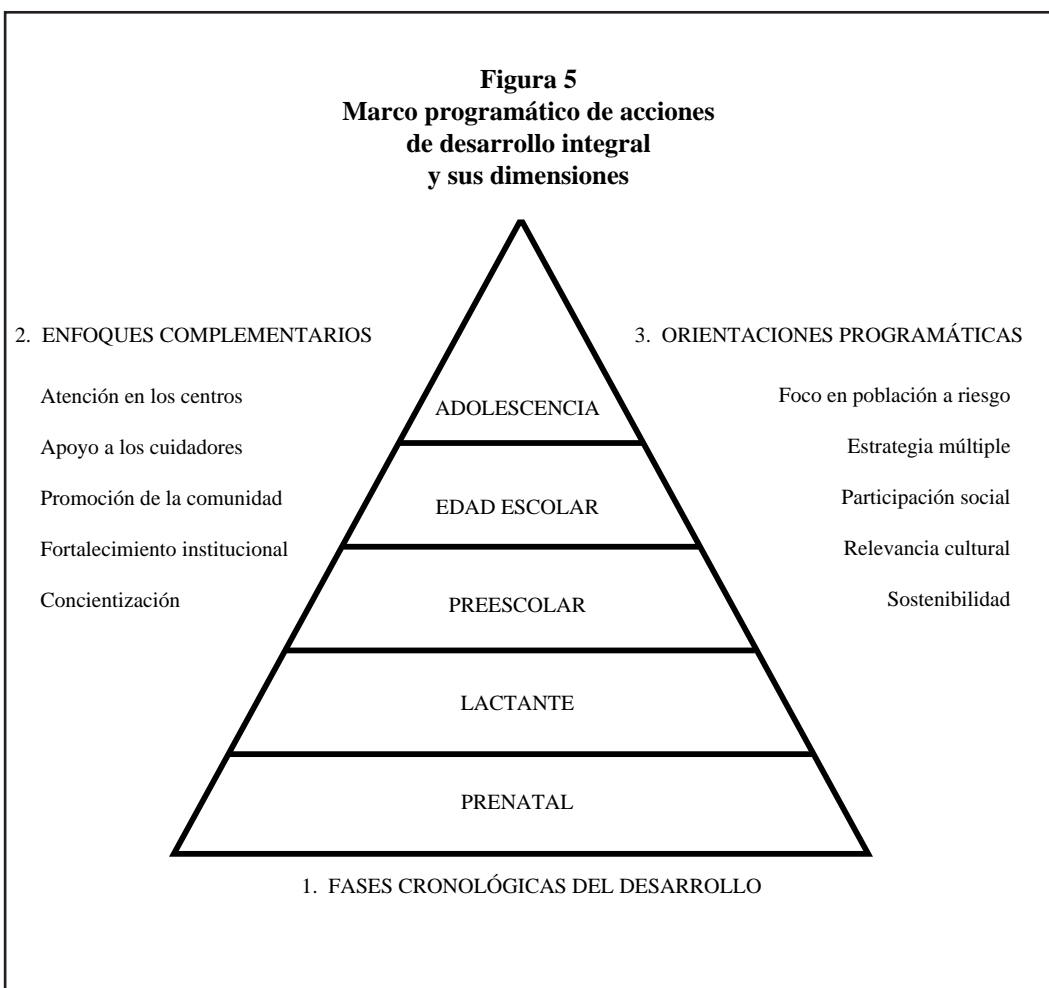 Figura 5
Marco programático de acciones
de desarrollo integral
y sus dimensiones
2. ENFOQUES COMPLEMENTARIOS
Atención en los centros
Apoyo a los cuidadores
Promoción de la comunidad
Fortalecimiento institucional
Concientización
3. ORIENTACIONES PROGRAMÁTICAS
Foco en población a riesgo
Estrategia múltiple
Participación social
Relevancia cultural
Sostenibilidad
ADOLESCENCIA
EDAD ESCOLAR
PREESCOLAR
LACTANTE
PRENATAL
1. FASES CRONOLÓGICAS DEL DESARROLLO